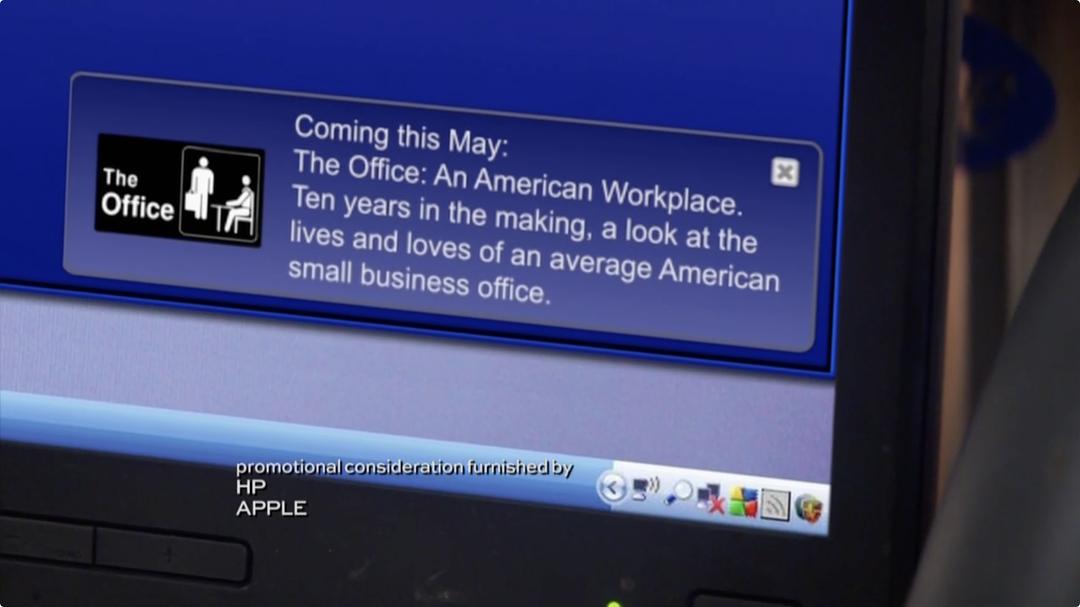 The
Office
Coming this May:
The Office: An American Workplace.
Ten years in the making, a look at the
lives and loves of an average American
small business office.
promotional consideration furnished by
HP
APPLE